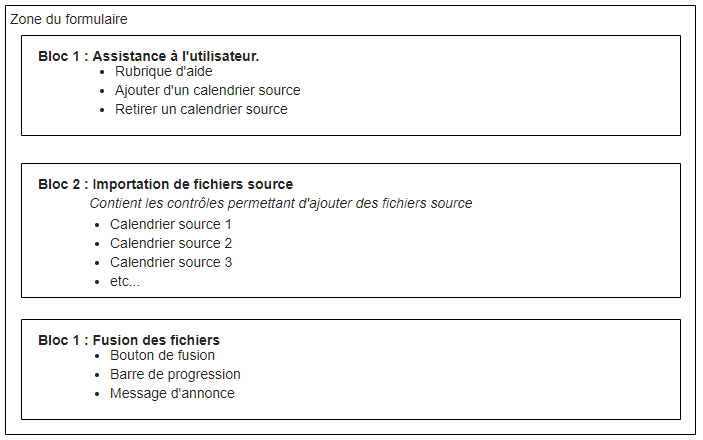 Zone du formulaire
Bloc 1 : Assistance à l'utilisateur.
• Rubrique d'aide
• Ajouter d'un calendrier source
• Retirer un calendrier source
Bloc 2 : Importation de fichiers source
Contient les contrôles permettant d'ajouter des fichiers source
• Calendrier source 1
• Calendrier source 2
• Calendrier source 3
• etc...
Bloc 1 : Fusion des fichiers
• Bouton de fusion
• Barre de progression
• Message d'annonce